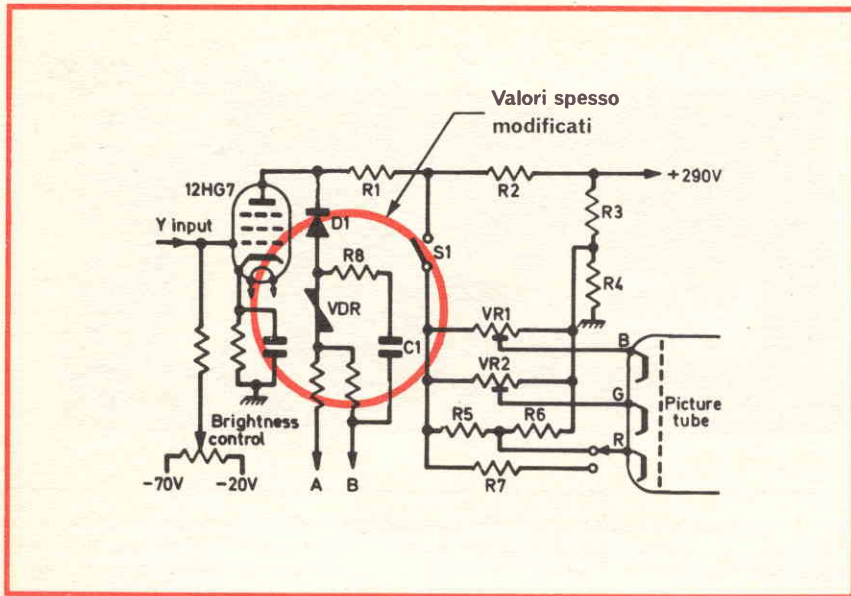 Valori spesso
modificati
12HG7
R1
R2
+290V
Y input
D1
R3
S1
R8
R4
VDR
VR1
B
C1
VR2
G
Picture
tube
R5
R6
R
Brightness
control
R7
-70V
-20V
A
B